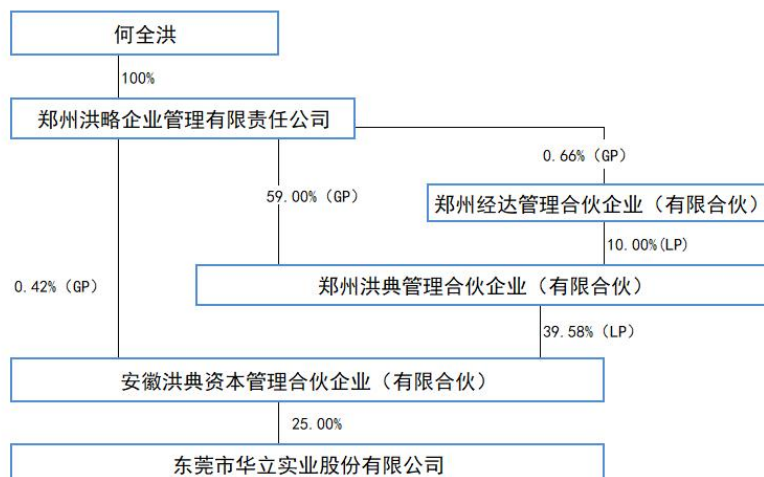 何全洪
100%
郑州洪略企业管理有限责任公司
0.66%（GP）
59.00%（GP）
郑州经达管理合伙企业（有限合伙）
10.00%(LP)
郑州洪典管理合伙企业（有限合伙）
0.42%（GP）
39.58%（LP）
安徽洪典资本管理合伙企业（有限合伙）
25.00%
东莞市华立实业股份有限公司